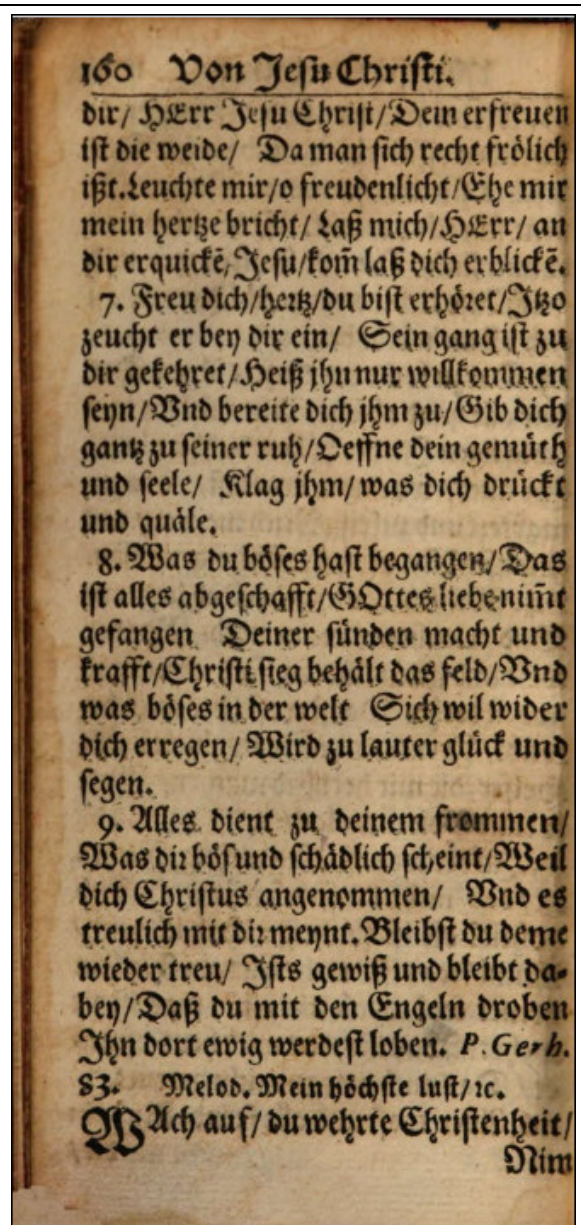 160 Von Jesu Christi.
dir/ HErr Jesu Christ/Dein erfreuen
ist die weide/ Da man sich recht frölich
ißt.Leuchte mir/o freudenlicht/Ehe mir
mein hertze bricht/ Laß mich/HErr/ an
dir erquickẽ/Jesu/kom̃ laß dich erblickẽ.
7. Freu dich/hertz/du bist erhöret/Jtzo
zeucht er bey dir ein/ Sein gang ist zu
dir gekehret/Heiß jhn nur willkommen
seyn/Vnd bereite dich jhm zu/Gib dich
gantz zu seiner ruh/Oeffne dein gemüth
und seele/ Klag jhm/was dich drückt
und quäle.
8. Was du böses hast begangen/Das
ist alles abgeschafft/GOttes liebe nim̃t
gefangen Deiner sünden macht und
krafft/Christi sieg behält das feld/Vnd
was böses in der welt Sich wil wider
dich erregen/ Wird zu lauter glück und
segen.
9. Alles dient zu deinem frommen/
Was dir bös und schädlich scheint/Weil
dich Christus angenommen/ Vnd es
treulich mit dir meynt.Bleibst du deme
wieder treu/ Jsts gewiß und bleibt da-
bey/Daß du mit den Engeln droben
Jhn dort ewig werdest loben. P. Gerh.
83. Melod. Mein höchste lust/ꝛc.
WAch auf/ du wehrte Christenheit/
Nim